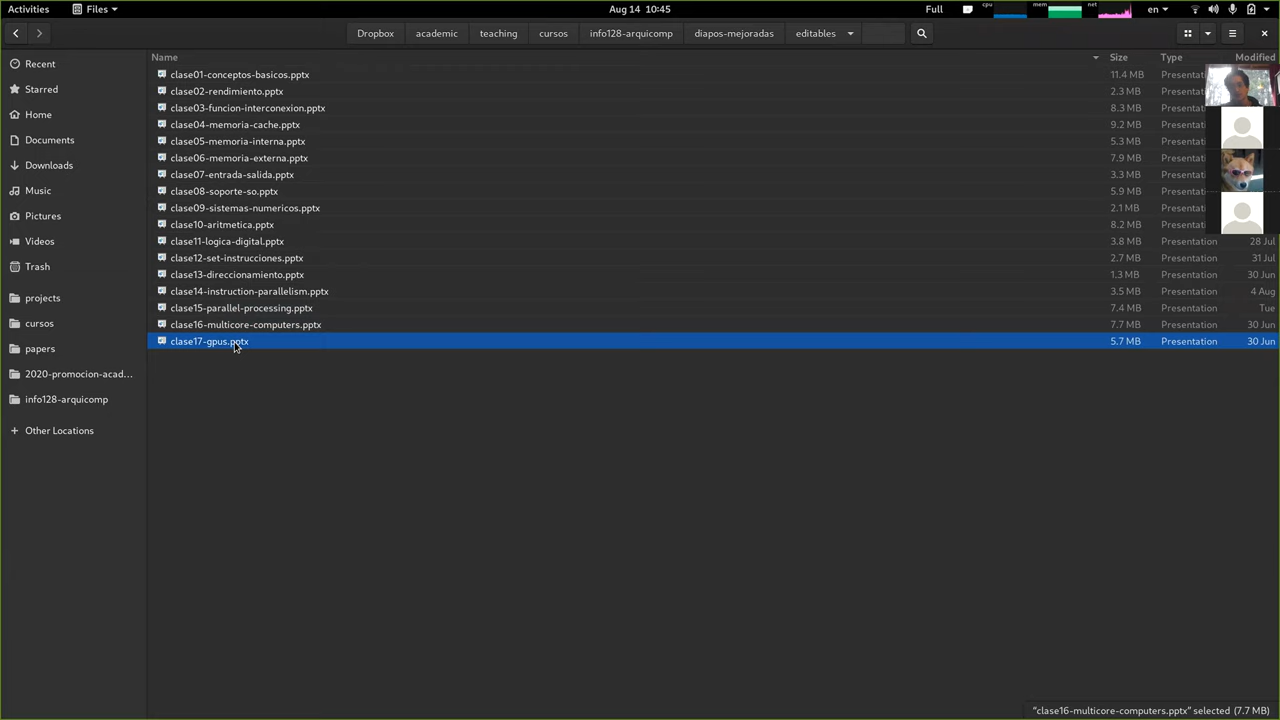 Activities Files Aug 14 10:45 Full cpu mem net en
Dropbox academic teaching cursos info128-arquicomp diapos-mejoradas editables
Name Size Type Modified
Recent
Starred
Home
Documents
Downloads
Music
Pictures
Videos
Trash
projects
cursos
papers
2020-promocion-acad...
info128-arquicomp
+ Other Locations
clase01-conceptos-basicos.pptx 11.4 MB Presentati
clase02-rendimiento.pptx 2.3 MB Presentati
clase03-funcion-interconexion.pptx 8.3 MB Presentati
clase04-memoria-cache.pptx 9.2 MB Presentati
clase05-memoria-interna.pptx 5.3 MB Presentati
clase06-memoria-externa.pptx 7.9 MB Presentati
clase07-entrada-salida.pptx 3.3 MB Presentati
clase08-soporte-so.pptx 5.9 MB Presentati
clase09-sistemas-numericos.pptx 2.1 MB Presentati
clase10-aritmetica.pptx 8.2 MB Presentati
clase11-logica-digital.pptx 3.8 MB Presentation 28 Jul
clase12-set-instrucciones.pptx 2.7 MB Presentation 31 Jul
clase13-direccionamiento.pptx 1.3 MB Presentation 30 Jun
clase14-instruction-parallelism.pptx 3.5 MB Presentation 4 Aug
clase15-parallel-processing.pptx 7.4 MB Presentation Tue
clase16-multicore-computers.pptx 7.7 MB Presentation 30 Jun
clase17-gpus.pptx 5.7 MB Presentation 30 Jun
"clase16-multicore-computers.pptx" selected (7.7 MB)